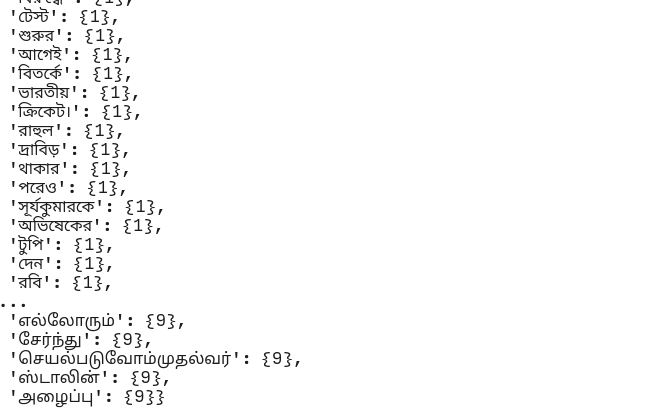 'টেস্ট': {1},
'শুরুর': {1},
'আগেই': {1},
'বিতর্কে': {1},
'ভারতীয়': {1},
'ক্রিকেট।': {1},
'রাহুল': {1},
'দ্রাবিড়': {1},
'থাকার': {1},
'পরেও': {1},
'সূর্যকুমারকে': {1},
'অভিষেকের': {1},
'টুপি': {1},
'দেন': {1},
'রবি': {1},
...
'எல்லோரும்': {9},
'சேர்ந்து': {9},
'செயல்படுவோம்முதல்வர்': {9},
'ஸ்டாலின்': {9},
'அழைப்பு': {9}}